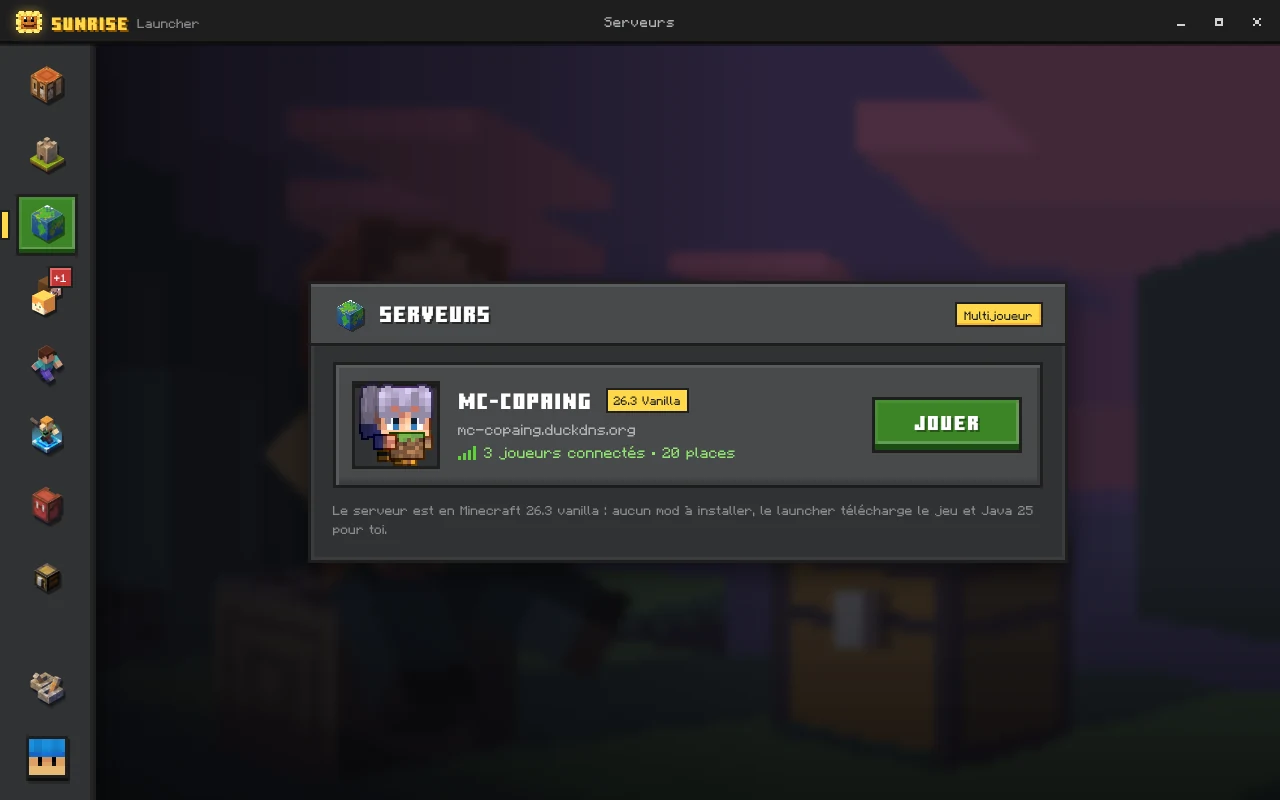 SUNRISE Launcher
Serveurs
+1
SERVEURS
Multijoueur
MC-COPAING
26.3 Vanilla
mc-copaing.duckdns.org
3 joueurs connectés • 20 places
JOUER
Le serveur est en Minecraft 26.3 vanilla : aucun mod à installer, le launcher télécharge le jeu et Java 25
pour toi.